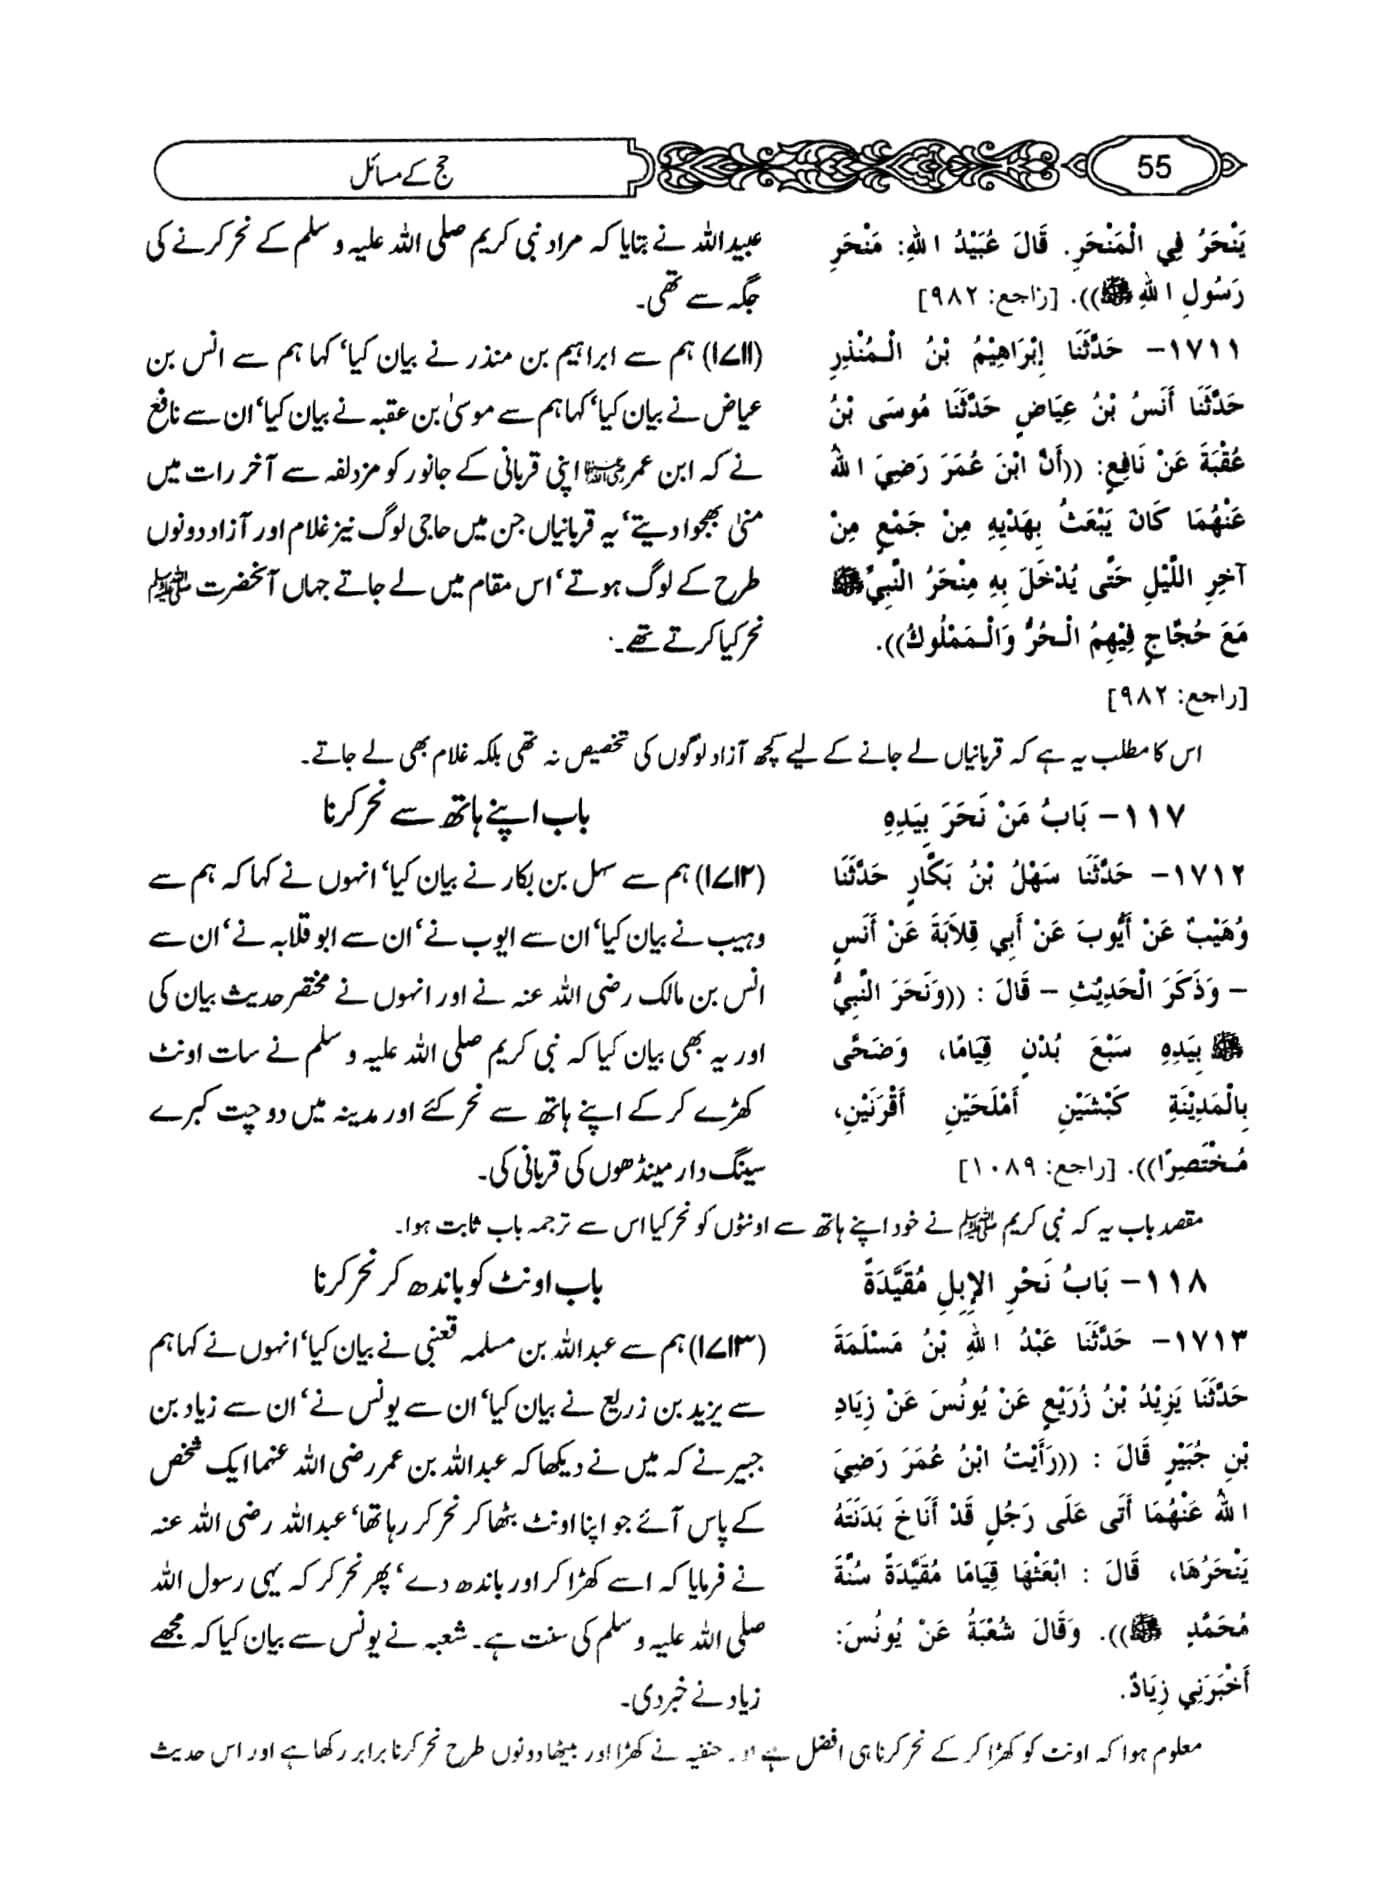 55
حج کے مسائل
يَنْحَرُ فِي الْمَنْحَرِ. قَالَ عُبَيْدُ اللهِ: مَنْحَرِ
رَسُولِ اللهِ ﷺ)). [راجع: ٩٨٢]
عبیداللہ نے بتایا کہ مراد نبی کریم صلی اللہ علیہ و سلم کے نحر کرنے کی
جگہ سے تھی۔
١٧١١- حَدَّثَنَا إِبْرَاهِيْمُ بْنُ الْـمُنْذِرِ
حَدَّثَنَا أَنَسُ بْنُ عِيَاضٍ حَدَّثَنَا مُوسَى بْنُ
عُقْبَةَ عَنْ نَافِعٍ: ((أَنَّ ابْنَ عُمَرَ رَضِيَ اللهُ
عَنْهُمَا كَانَ يَبْعَثُ بِهَدْيِهِ مِنْ جَمْعٍ مِنْ
آخِرِ اللَّيْلِ حَتَّى يُدْخَلَ بِهِ مِنْحَرُ النَّبِيِّ ﷺ
مَعَ حُجَّاجٍ فِيْهِمُ الْـحُرُّ وَالْـمَمْلُوكُ)).
[راجع: ٩٨٢]
(۱۷۱۱) ہم سے ابراہیم بن منذر نے بیان کیا‘ کہا ہم سے انس بن
عیاض نے بیان کیا‘ کہا ہم سے موسیٰ بن عقبہ نے بیان کیا‘ ان سے نافع
نے کہ ابن عمر رضی اللہ عنہما اپنی قربانی کے جانور کو مزدلفہ سے آخر رات میں
منیٰ بھجوا دیتے‘ یہ قربانیاں جن میں حاجی لوگ نیز غلام اور آزاد دونوں
طرح کے لوگ ہوتے‘ اس مقام میں لے جاتے جہاں آنحضرت ﷺ
نحر کیا کرتے تھے۔
اس کا مطلب یہ ہے کہ قربانیاں لے جانے کے لیے کچھ آزاد لوگوں کی تخصیص نہ تھی بلکہ غلام بھی لے جاتے۔
١١٧- بَابُ مَنْ نَحَرَ بِيَدِهِ
باب اپنے ہاتھ سے نحر کرنا
١٧١٢- حَدَّثَنَا سَهْلُ بْنُ بَكَّارٍ حَدَّثَنَا
وُهَيْبٌ عَنْ أَيُّوبَ عَنْ أَبِي قِلاَبَةَ عَنْ أَنَسٍ
- وَذَكَرَ الْحَدِيْثِ - قَالَ : ((وَنَحَرَ النَّبِيُّ
ﷺ بِيَدِهِ سَبْعَ بُدْنٍ قِيَامًا، وَضَحَّى
بِالْمَدِيْنَةِ كَبْشَيْنِ أَمْلَحَيْنِ أَقْرَنَيْنِ،
مُـخْتَصِرًا)). [راجع: ١٠٨٩]
(۱۷۱۲) ہم سے سہل بن بکار نے بیان کیا‘ انہوں نے کہا کہ ہم سے
وہیب نے بیان کیا‘ ان سے ایوب نے‘ ان سے ابو قلابہ نے‘ ان سے
انس بن مالک رضی اللہ عنہ نے اور انہوں نے مختصر حدیث بیان کی
اور یہ بھی بیان کیا کہ نبی کریم صلی اللہ علیہ و سلم نے سات اونٹ
کھڑے کر کے اپنے ہاتھ سے نحر کئے اور مدینہ میں دو چت کبرے
سینگ دار مینڈھوں کی قربانی کی۔
مقصد باب یہ کہ نبی کریم ﷺ نے خود اپنے ہاتھ سے اونٹوں کو نحر کیا اس سے ترجمہ باب ثابت ہوا۔
١١٨- بَابُ نَحْرِ الإِبِلِ مُقَيَّدَةً
باب اونٹ کو باندھ کر نحر کرنا
١٧١٣- حَدَّثَنَا عَبْدُ اللهِ بْنُ مَسْلَمَةَ
حَدَّثَنَا يَزِيْدُ بْنُ زُرَيْعٍ عَنْ يُونُسَ عَنْ زِيَادِ
بْنِ جُبَيْرٍ قَالَ : ((رَأَيْتُ ابْنُ عُمَرَ رَضِيَ
اللهُ عَنْهُمَا أَتَى عَلَى رَجُلٍ قَدْ أَنَاخَ بَدَنَتَهُ
يَنْحَرُهَا، قَالَ : ابْعَثْهَا قِيَامًا مُقَيَّدَةً سُنَّةَ
مُحَمَّدٍ ﷺ)). وَقَالَ شُعْبَةُ عَنْ يُونُسَ:
أَخْبَرَنِي زِيَادٌ.
(۱۷۱۳) ہم سے عبداللہ بن مسلمہ قعنبی نے بیان کیا‘ انہوں نے کہا ہم
سے یزید بن زریع نے بیان کیا‘ ان سے یونس نے‘ ان سے زیاد بن
جبیر نے کہ میں نے دیکھا کہ عبداللہ بن عمر رضی اللہ عنہما ایک شخص
کے پاس آئے جو اپنا اونٹ بٹھا کر نحر کر رہا تھا‘ عبداللہ رضی اللہ عنہ
نے فرمایا کہ اسے کھڑا کر اور باندھ دے‘ پھر نحر کر کہ یہی رسول اللہ
صلی اللہ علیہ و سلم کی سنت ہے۔ شعبہ نے یونس سے بیان کیا کہ مجھے
زیاد نے خبر دی۔
معلوم ہوا کہ اونٹ کو کھڑا کر کے نحر کرنا ہی افضل ہے اور حنفیہ نے کھڑا اور بیٹھا دونوں طرح نحر کرنا برابر رکھا ہے اور اس حدیث